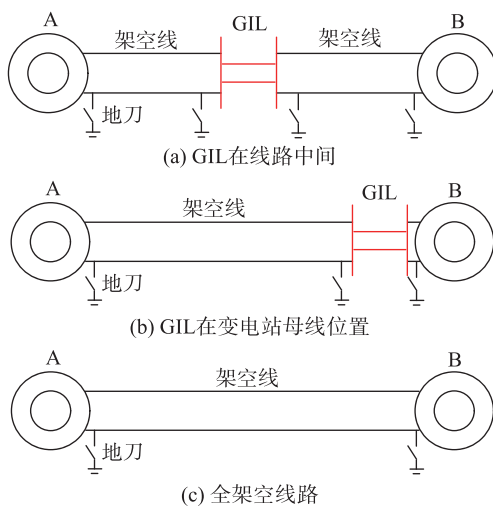 A
架空线
GIL
架空线
B
地刀
(a) GIL在线路中间
A
架空线
GIL
B
地刀
(b) GIL在变电站母线位置
A
架空线
B
地刀
(c) 全架空线路